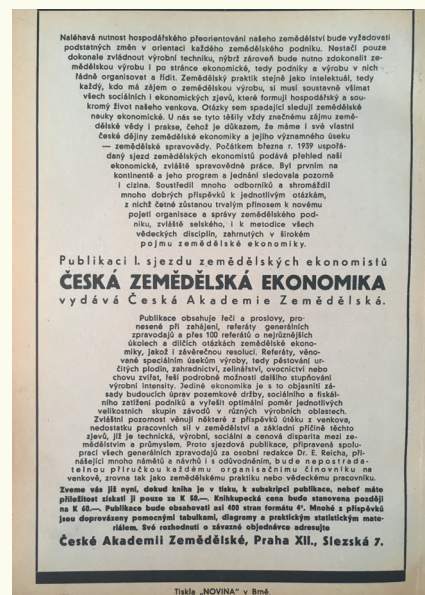 Naléhavá nutnost hospodářského přeorientování našeho zemědělství bude vyžadovati
podstatných změn v orientaci každého zemědělského podniku. Nestačí pouze
dokonale zvládnout výrobní techniku, nýbrž zároveň bude nutno zdokonalit ze-
mědělskou výrobu i po stránce ekonomické, tedy podniky a výrobu v nich
řádně organisovat a řídit. Zemědělský praktik stejně jako intelektuál, tedy
každý, kdo má zájem o zemědělskou výrobu, si musí soustavně všímat
všech sociálních i ekonomických zjevů, které formují hospodářský a sou-
kromý život našeho venkova. Otázky sem spadající sledují zemědělské
nauky ekonomické. U nás se tyto těšily vždy značnému zájmu země-
dělské vědy i prakse, čehož je důkazem, že máme i své vlastní
české dějiny zemědělské ekonomiky a jejího významného úseku
— zemědělské spravovědy. Počátkem března r. 1939 uspořá-
daný sjezd zemědělských ekonomistů podává přehled naší
ekonomické, zvláště spravovědné práce. Byl prvním na
kontinentě a jeho program a jednání sledovala pozorně
i cizina. Soustředil mnoho odborníků a shromáždil
mnoho dobrých příspěvků k jednotlivým otázkám,
z nichž četné zůstanou trvalým přínosem k novému
pojetí organisace a správy zemědělského pod-
niku, zvláště selského, i k metodice všech
vědeckých disciplin, zahrnutých v širokém
pojmu zemědělské ekonomiky.
Publikaci I. sjezdu zemědělských ekonomistů
ČESKÁ ZEMĚDĚLSKÁ EKONOMIKA
vydává Česká Akademie Zemědělská.
Publikace obsahuje řeči a proslovy, pro-
nesené při zahájení, referáty generálních
zpravodajů a přes 100 referátů o nejrůznějších
úkolech a dílčích otázkách zemědělské ekono-
miky, jakož i závěrečnou resoluci. Referáty, věno-
vané speciálním úsekům výroby, tedy pěstování ur-
čitých plodin, zahradnictví, zelinářství, ovocnictví nebo
chovu zvířat, řeší podrobné možnosti dalšího stupňování
výrobní intensity. Jedině ekonomika je s to objasniti zá-
sady budoucích úprav pozemkové držby, sociálního a fiskál-
ního zatížení podniků a vyřešit optimální poměr jednotlivých
velikostních skupin závodů v různých výrobních oblastech.
Zvláštní pozornost věnují některé z příspěvků útěku z venkova,
nedostatku pracovních sil v zemědělství a základní příčině těchto
zjevů, jíž je technická, výrobní, sociální a cenová disparita mezi ze-
mědělstvím a průmyslem. Proto sjezdová publikace, připravená spolu-
prací všech generálních zpravodajů za osobní redakce Dr. E. Reicha, při-
nášející mnoho námětů a návrhů i s odůvodněním, bude nepostrada-
telnou příručkou každému organisačnímu činovníku na
venkově, zrovna tak jako zemědělskému praktiku nebo vědeckému pracovníku.
Zveme vás již nyní, dokud kniha je v tisku, k subskripci publikace, neboť máte
příležitost získati ji pouze za K 50.—. Knihkupecká cena bude stanovena později
na K 60.—. Publikace bude obsahovati asi 400 stran formátu 4°. Mnohé z příspěvků
jsou doprovázeny pomocnými tabulkami, diagramy a praktickým statistickým mate-
riálem. Své rozhodnutí o závazné objednávce adresujte
České Akademii Zemědělské, Praha XII., Slezská 7.
Tiskla „NOVINA" v Brně.